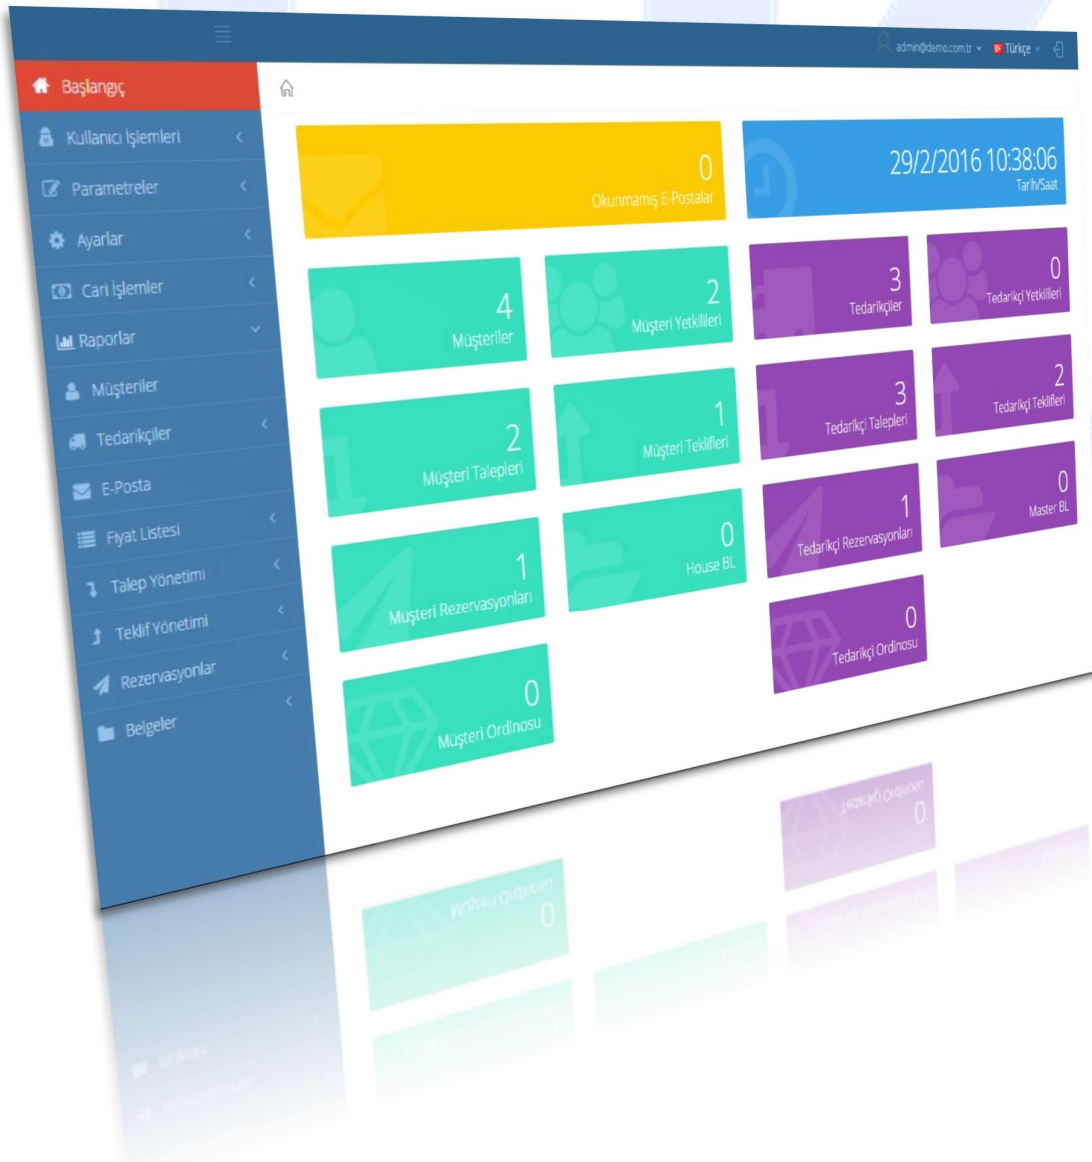 admin@demo.com.tr
Türkçe
Başlangıç
Kullanıcı İşlemleri
Parametreler
Ayarlar
Cari İşlemler
Raporlar
Müşteriler
Tedarikçiler
E-Posta
Fiyat Listesi
Talep Yönetimi
Teklif Yönetimi
Rezervasyonlar
Belgeler
0
Okunmamış E-Postalar
29/2/2016 10:38:06
Tarih/Saat
4
Müşteriler
2
Müşteri Yetkilileri
3
Tedarikçiler
0
Tedarikçi Yetkilileri
2
Müşteri Talepleri
1
Müşteri Teklifleri
3
Tedarikçi Talepleri
2
Tedarikçi Teklifleri
1
Müşteri Rezervasyonları
0
House BL
1
Tedarikçi Rezervasyonları
0
Master BL
0
Müşteri Ordinosu
0
Tedarikçi Ordinosu